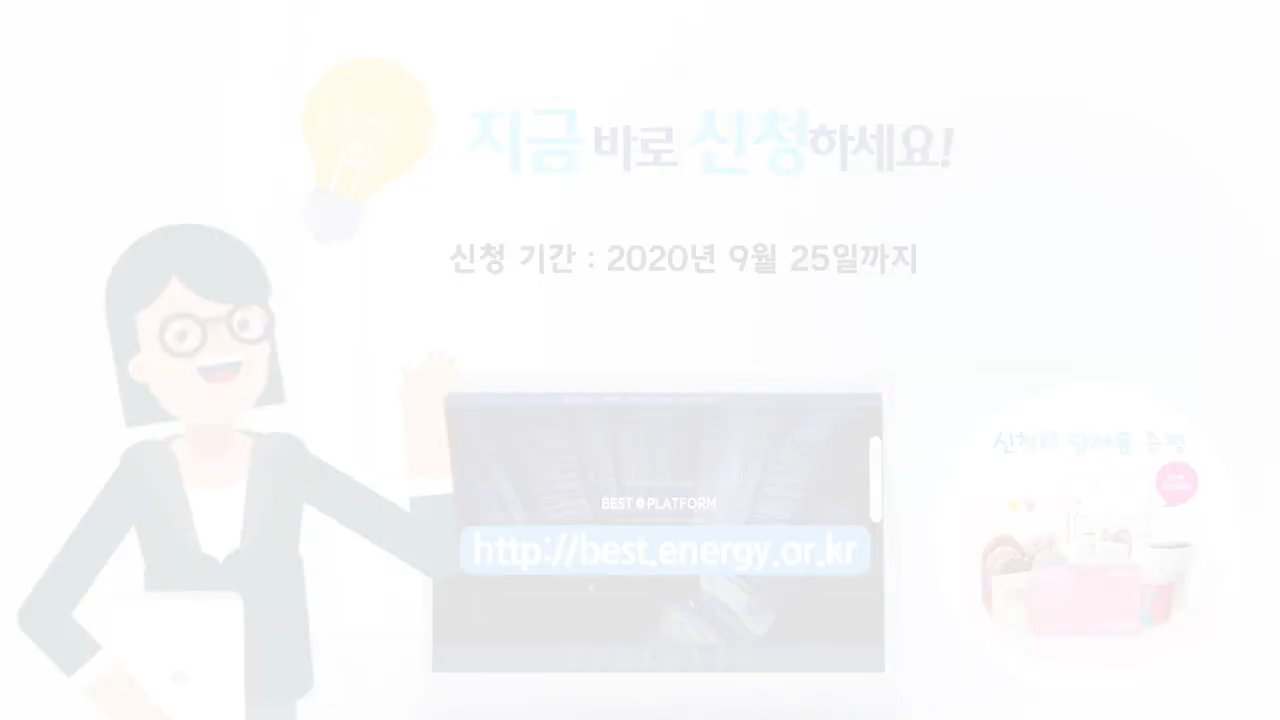 지금 바로 신청하세요!
신청 기간 : 2020년 9월 25일까지
BEST@PLATFORM
http://best.energy.or.kr